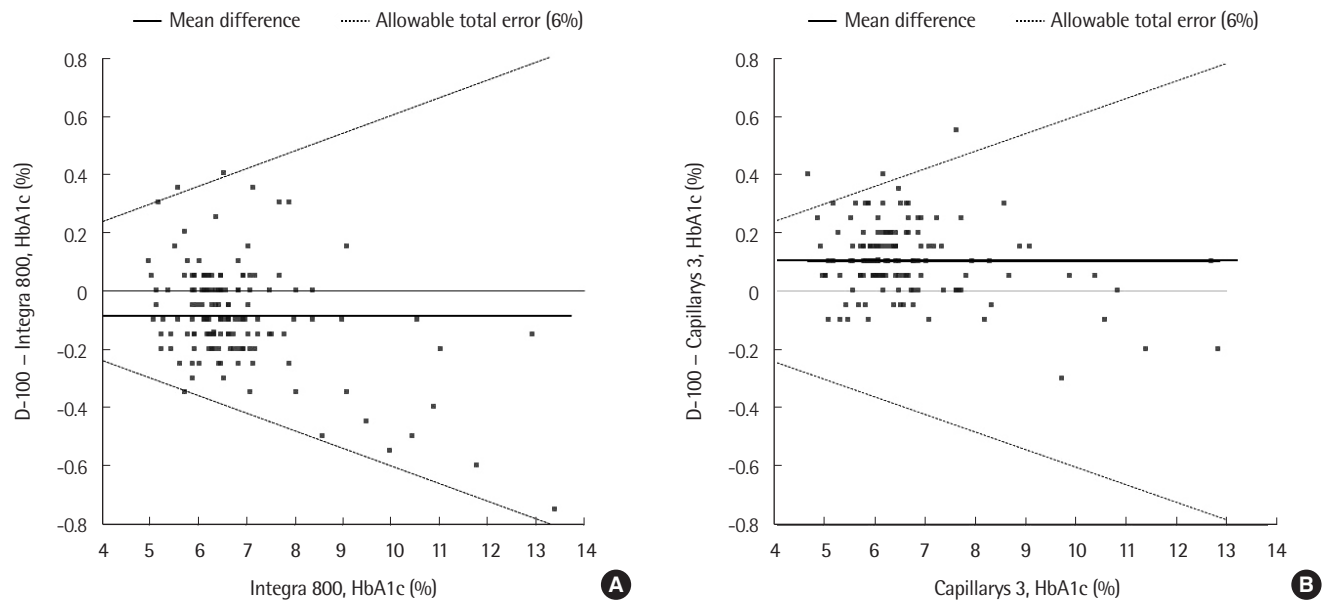 Mean difference
Allowable total error (6%)
0.8
0.6
0.4
0.2
0
-0.2
-0.4
-0.6
-0.8
D-100 – Integra 800, HbA1c (%)
4 5 6 7 8 9 10 11 12 13 14
Integra 800, HbA1c (%)
A
Mean difference
Allowable total error (6%)
0.8
0.6
0.4
0.2
0
-0.2
-0.4
-0.6
-0.8
D-100 – Capillarys 3, HbA1c (%)
4 5 6 7 8 9 10 11 12 13 14
Capillarys 3, HbA1c (%)
B